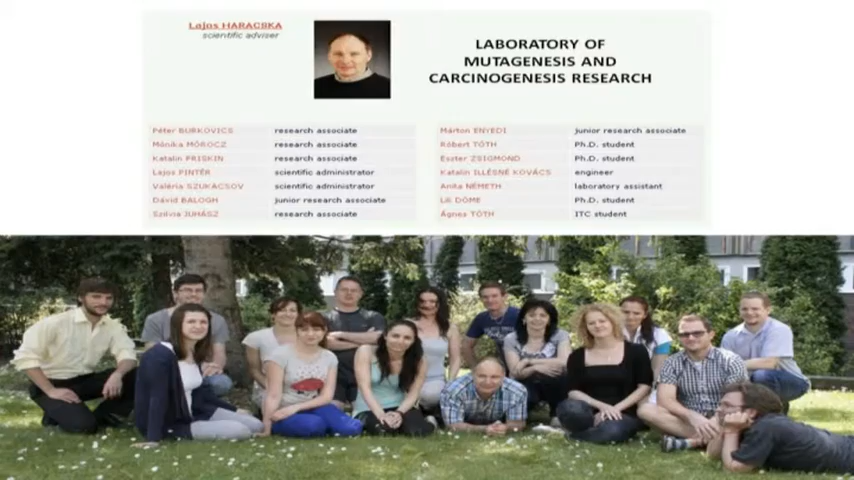 Lajos HARACSKA
scientific adviser
LABORATORY OF
MUTAGENESIS AND
CARCINOGENESIS RESEARCH
Péter BURKOVICS research associate
Mónika MÓROCZ research associate
Katalin FRISKIN research associate
Lajos PINTÉR scientific administrator
Valéria SZUKACSOV scientific administrator
Dávid BALOGH junior research associate
Szilvia JUHÁSZ research associate
Márton ENYEDI junior research associate
Róbert TÓTH Ph.D. student
Eszter ZSIGMOND Ph.D. student
Katalin ILLÉSNÉ KOVÁCS engineer
Anita NÉMETH laboratory assistant
Lili DÖME Ph.D. student
Ágnes TÓTH ITC student